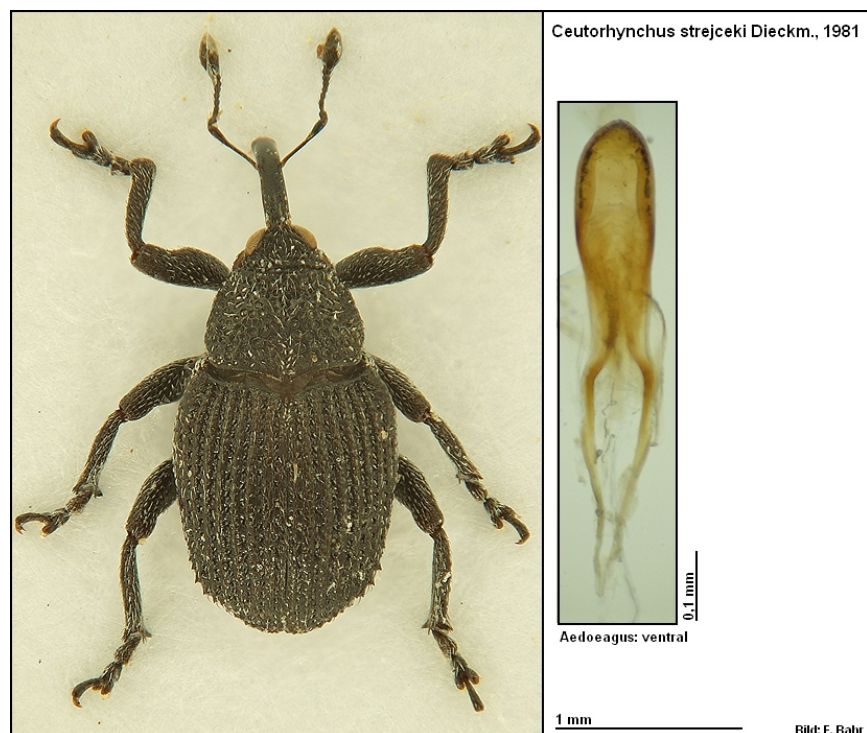 Ceutorhynchus strejceki Dieckm., 1981
0,1 mm
Aedoeagus: ventral
1 mm
Bild: F. Bahr